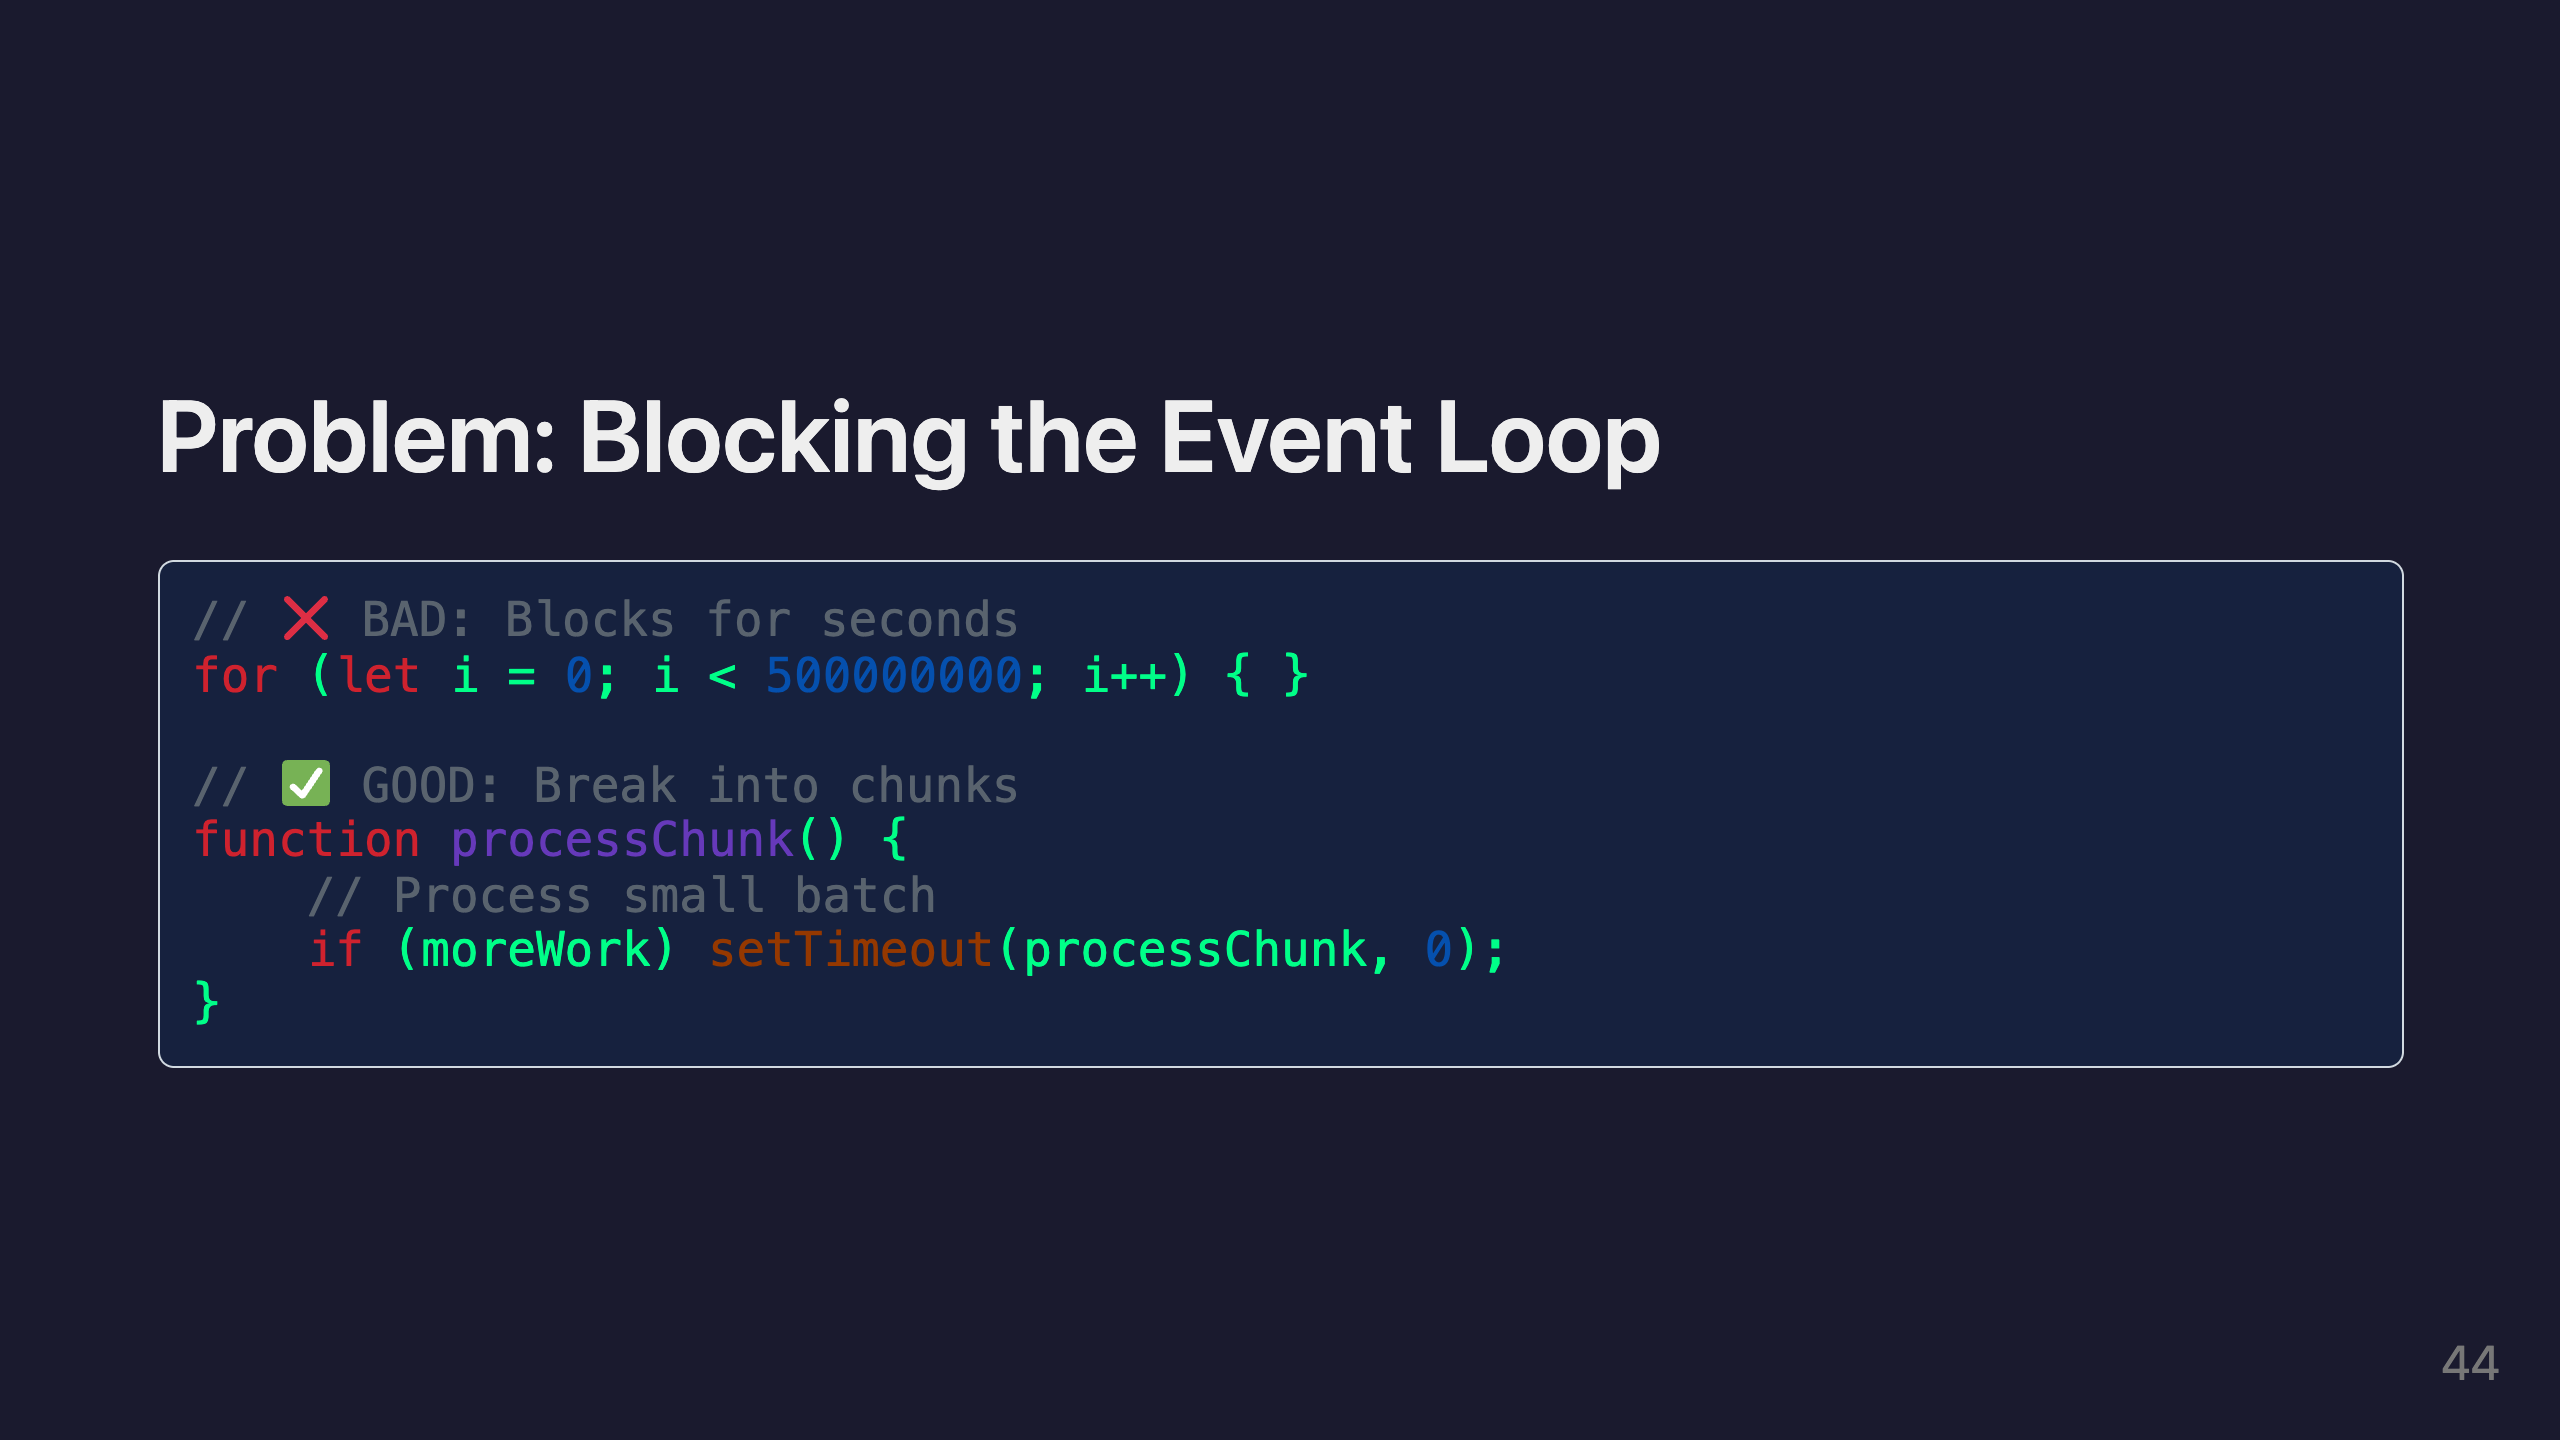 Problem: Blocking the Event Loop
// ❌ BAD: Blocks for seconds
for (let i = 0; i < 500000000; i++) { }
// ✅ GOOD: Break into chunks
function processChunk() {
    // Process small batch
    if (moreWork) setTimeout(processChunk, 0);
}
44